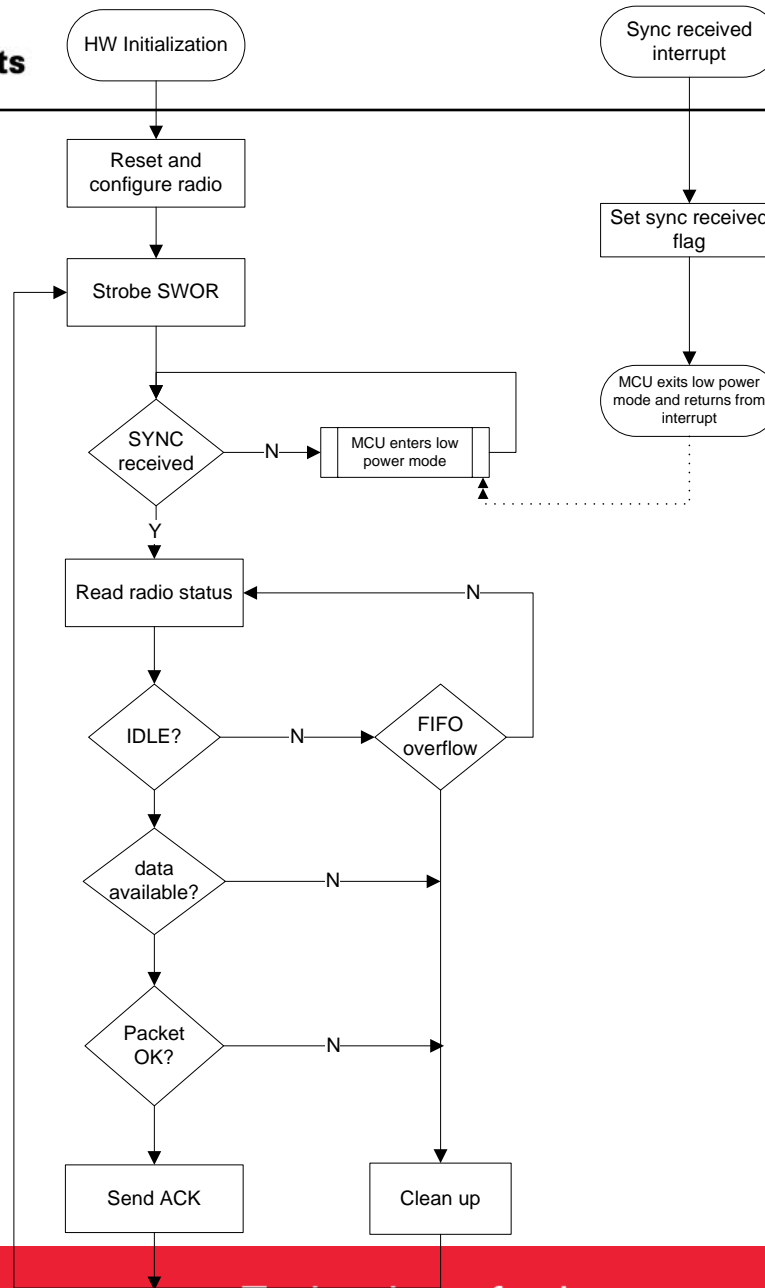 ts
HW Initialization
Sync received
interrupt
Reset and
configure radio
Set sync received
flag
Strobe SWOR
MCU exits low power
mode and returns from
interrupt
SYNC
received
N
MCU enters low
power mode
Y
Read radio status
N
IDLE?
N
FIFO
overflow
data
available?
N
Packet
OK?
N
Send ACK
Clean up